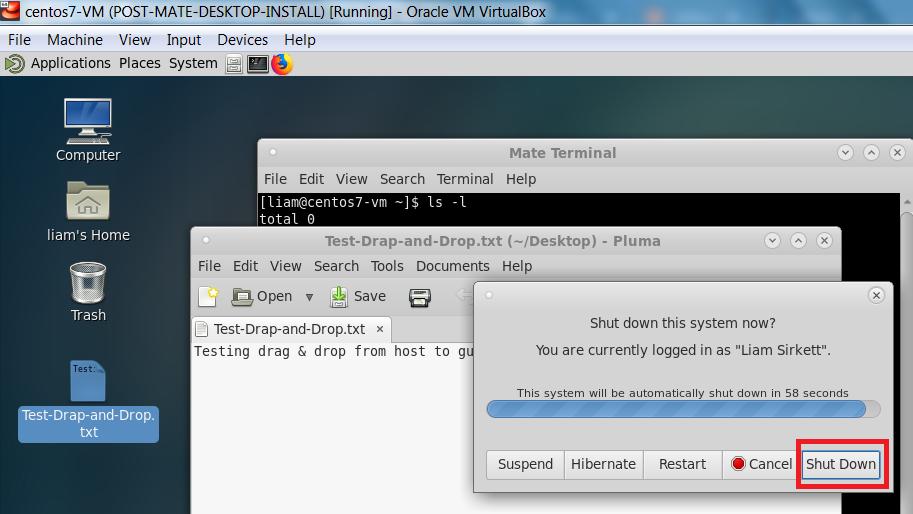 centos7-VM (POST-MATE-DESKTOP-INSTALL) [Running] - Oracle VM VirtualBox
File Machine View Input Devices Help
Applications Places System
Computer
liam's Home
Trash
Test:
Test-Drap-and-Drop.
txt
Mate Terminal
File Edit View Search Terminal Help
[liam@centos7-vm ~]$ ls -l
total 0
Test-Drap-and-Drop.txt (~/Desktop) - Pluma
File Edit View Search Tools Documents Help
Open Save
Test-Drap-and-Drop.txt ×
Testing drag & drop from host to gu
Shut down this system now?
You are currently logged in as "Liam Sirkett".
This system will be automatically shut down in 58 seconds
Suspend Hibernate Restart Cancel Shut Down